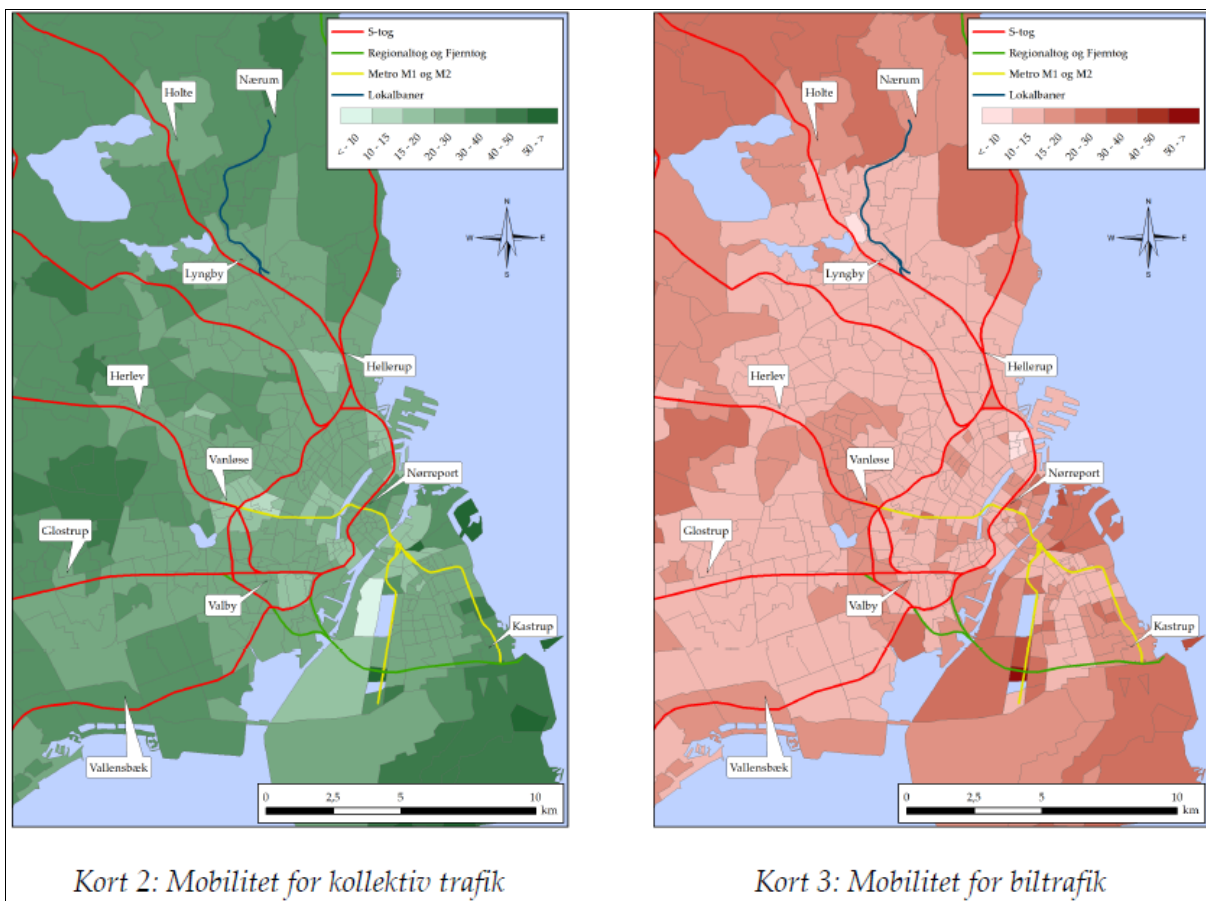 S-tog
Regionaltog og Fjerntog
Metro M1 og M2
Lokalbaner
< - 10
10 - 15
15 - 20
20 - 30
30 - 40
40 - 50
50 - >
Nærum
Holte
N
W E
S
Lyngby
Hellerup
Herlev
Vanløse
Nørreport
Glostrup
Valby
Kastrup
Vallensbæk
0 2,5 5 10
km
Kort 2: Mobilitet for kollektiv trafik
S-tog
Regionaltog og Fjerntog
Metro M1 og M2
Lokalbaner
< - 10
10 - 15
15 - 20
20 - 30
30 - 40
40 - 50
50 - >
Nærum
Holte
N
W E
S
Lyngby
Hellerup
Herlev
Vanløse
Nørreport
Glostrup
Valby
Kastrup
Vallensbæk
0 2,5 5 10
km
Kort 3: Mobilitet for biltrafik